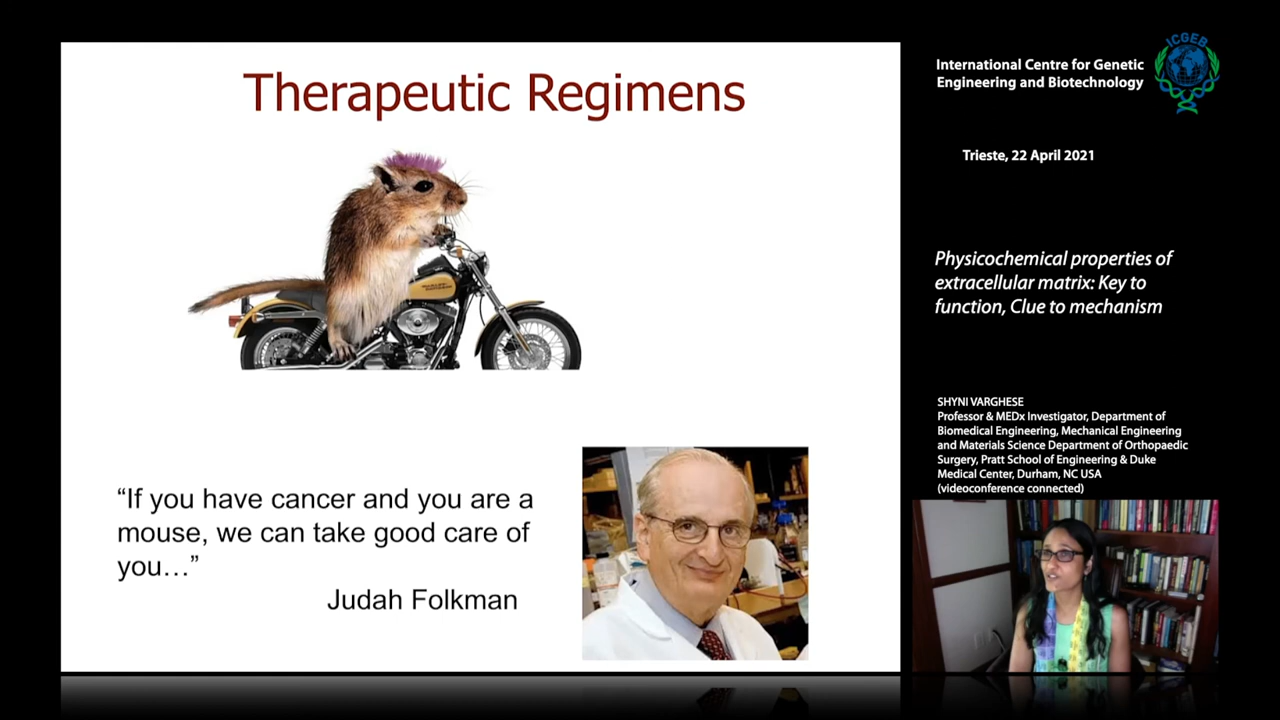 Therapeutic Regimens
“If you have cancer and you are a
mouse, we can take good care of
you…”
Judah Folkman
International Centre for Genetic
Engineering and Biotechnology
ICGEB
Trieste, 22 April 2021
Physicochemical properties of
extracellular matrix: Key to
function, Clue to mechanism
SHYNI VARGHESE
Professor & MEDx Investigator, Department of
Biomedical Engineering, Mechanical Engineering
and Materials Science Department of Orthopaedic
Surgery, Pratt School of Engineering & Duke
Medical Center, Durham, NC USA
(videoconference connected)